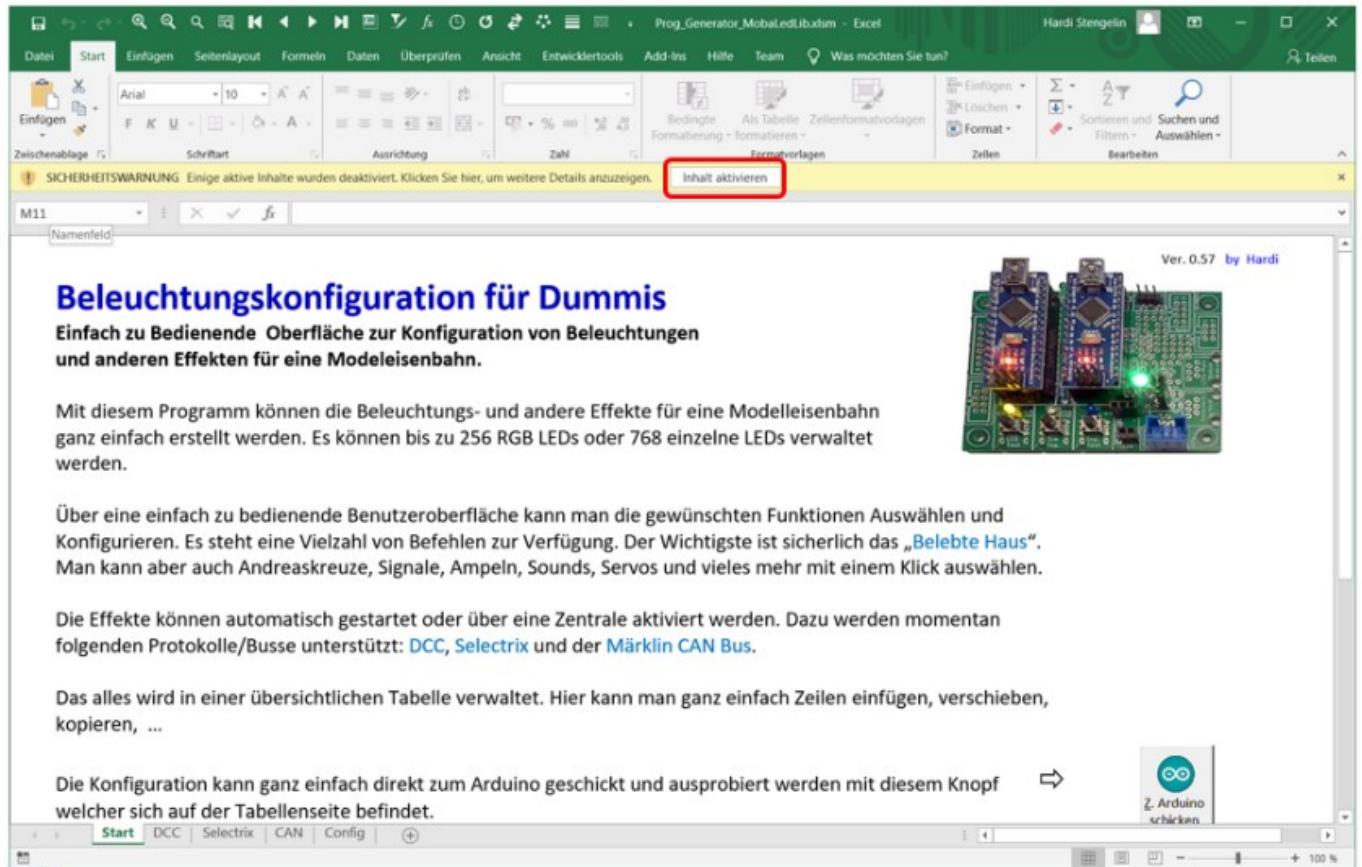 Prog_Generator_MobaLedLib.xlsm - Excel
Hardi Stengelin
Datei Start Einfügen Seitenlayout Formeln Daten Überprüfen Ansicht Entwicklertools Add-Ins Hilfe Team Was möchten Sie tun? Teilen
Einfügen
Arial 10
F K U
% 000
Bedingte Formatierung
Als Tabelle formatieren
Zellenformatvorlagen
Einfügen
Löschen
Format
Sortieren und Filtern
Suchen und Auswählen
Zwischenablage Schriftart Ausrichtung Zahl Formatvorlagen Zellen Bearbeiten
SICHERHEITSWARNUNG Einige aktive Inhalte wurden deaktiviert. Klicken Sie hier, um weitere Details anzuzeigen. Inhalt aktivieren
M11 fx
Namenfeld
Ver. 0.57 by Hardi
Beleuchtungskonfiguration für Dummis
Einfach zu Bedienende Oberfläche zur Konfiguration von Beleuchtungen
und anderen Effekten für eine Modeleisenbahn.
Mit diesem Programm können die Beleuchtungs- und andere Effekte für eine Modelleisenbahn
ganz einfach erstellt werden. Es können bis zu 256 RGB LEDs oder 768 einzelne LEDs verwaltet
werden.
Über eine einfach zu bedienende Benutzeroberfläche kann man die gewünschten Funktionen Auswählen und
Konfigurieren. Es steht eine Vielzahl von Befehlen zur Verfügung. Der Wichtigste ist sicherlich das „Belebte Haus“.
Man kann aber auch Andreaskreuze, Signale, Ampeln, Sounds, Servos und vieles mehr mit einem Klick auswählen.
Die Effekte können automatisch gestartet oder über eine Zentrale aktiviert werden. Dazu werden momentan
folgenden Protokolle/Busse unterstützt: DCC, Selectrix und der Märklin CAN Bus.
Das alles wird in einer übersichtlichen Tabelle verwaltet. Hier kann man ganz einfach Zeilen einfügen, verschieben,
kopieren, ...
Die Konfiguration kann ganz einfach direkt zum Arduino geschickt und ausprobiert werden mit diesem Knopf
welcher sich auf der Tabellenseite befindet.
Z. Arduino
schicken
Start DCC Selectrix CAN Config
100 %